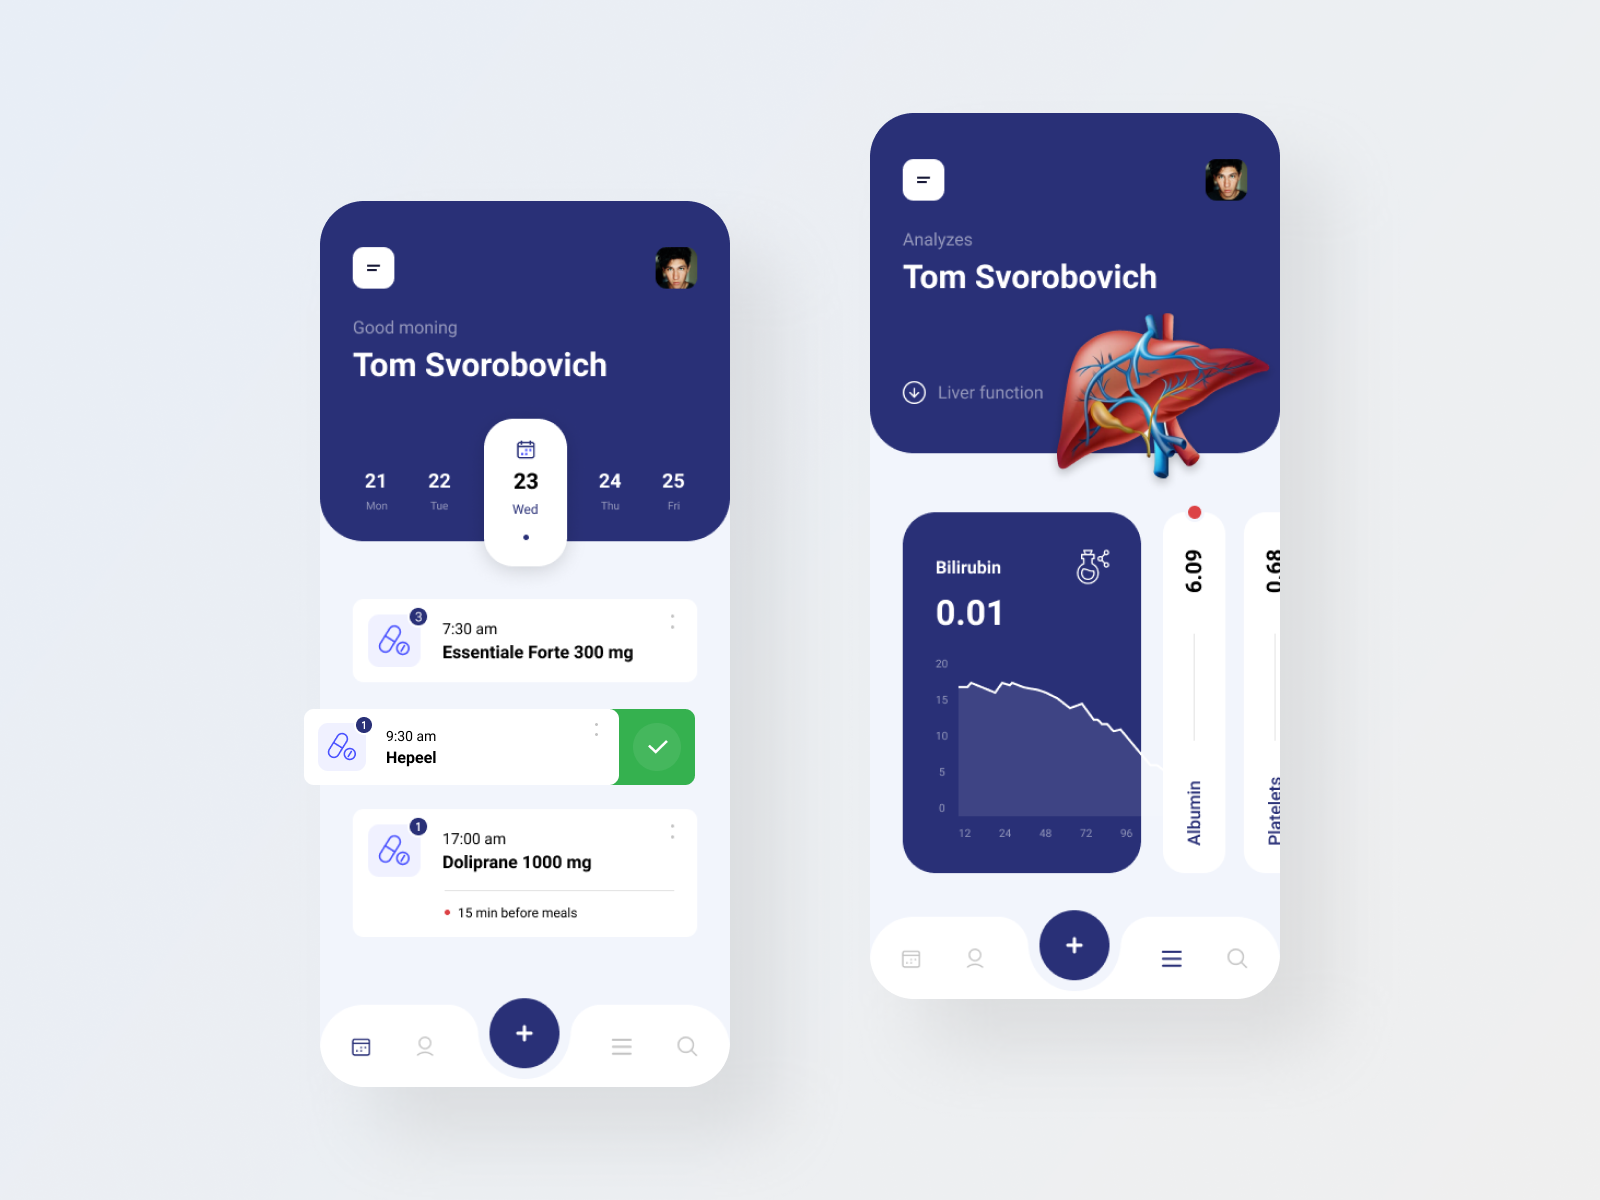 Good moning
Tom Svorobovich
21 22 23 24 25
Mon Tue Wed Thu Fri
3
7:30 am
Essentiale Forte 300 mg
1
9:30 am
Hepeel
1
17:00 am
Doliprane 1000 mg
15 min before meals
+
Analyzes
Tom Svorobovich
Liver function
Bilirubin
0.01
20
15
10
5
0
12 24 48 72 96
6.09
Albumin
0.68
Platelets
+